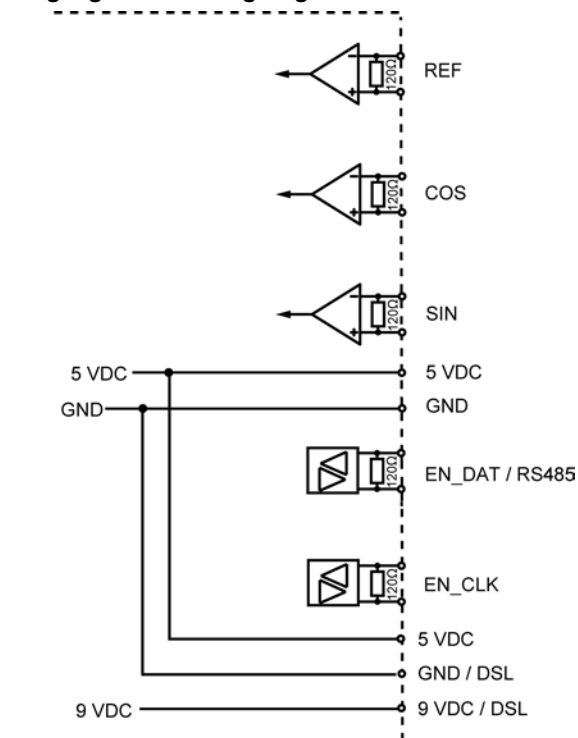 120Ω
REF
120Ω
COS
120Ω
SIN
5 VDC
5 VDC
GND
GND
120Ω
EN_DAT / RS485
120Ω
EN_CLK
5 VDC
GND / DSL
9 VDC
9 VDC / DSL